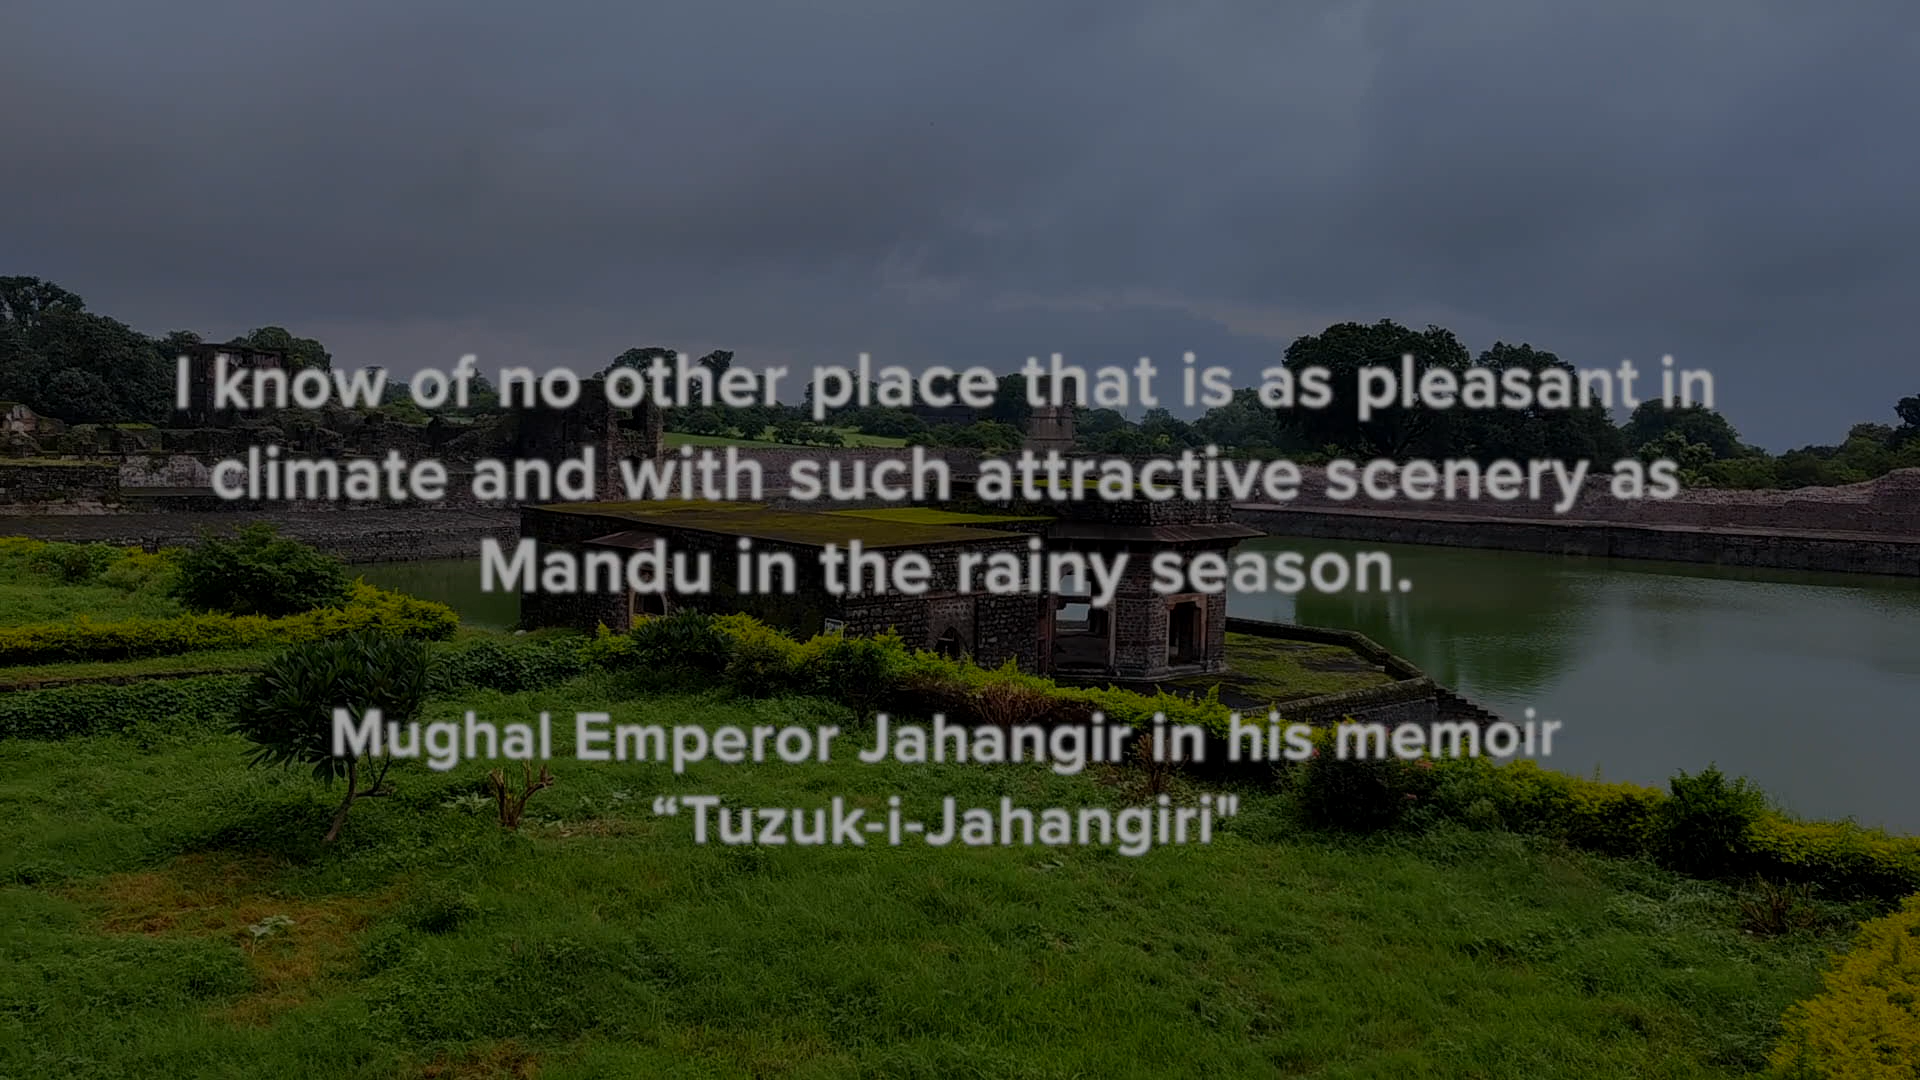 I know of no other place that is as pleasant in
climate and with such attractive scenery as
Mandu in the rainy season.
Mughal Emperor Jahangir in his memoir
“Tuzuk-i-Jahangiri"